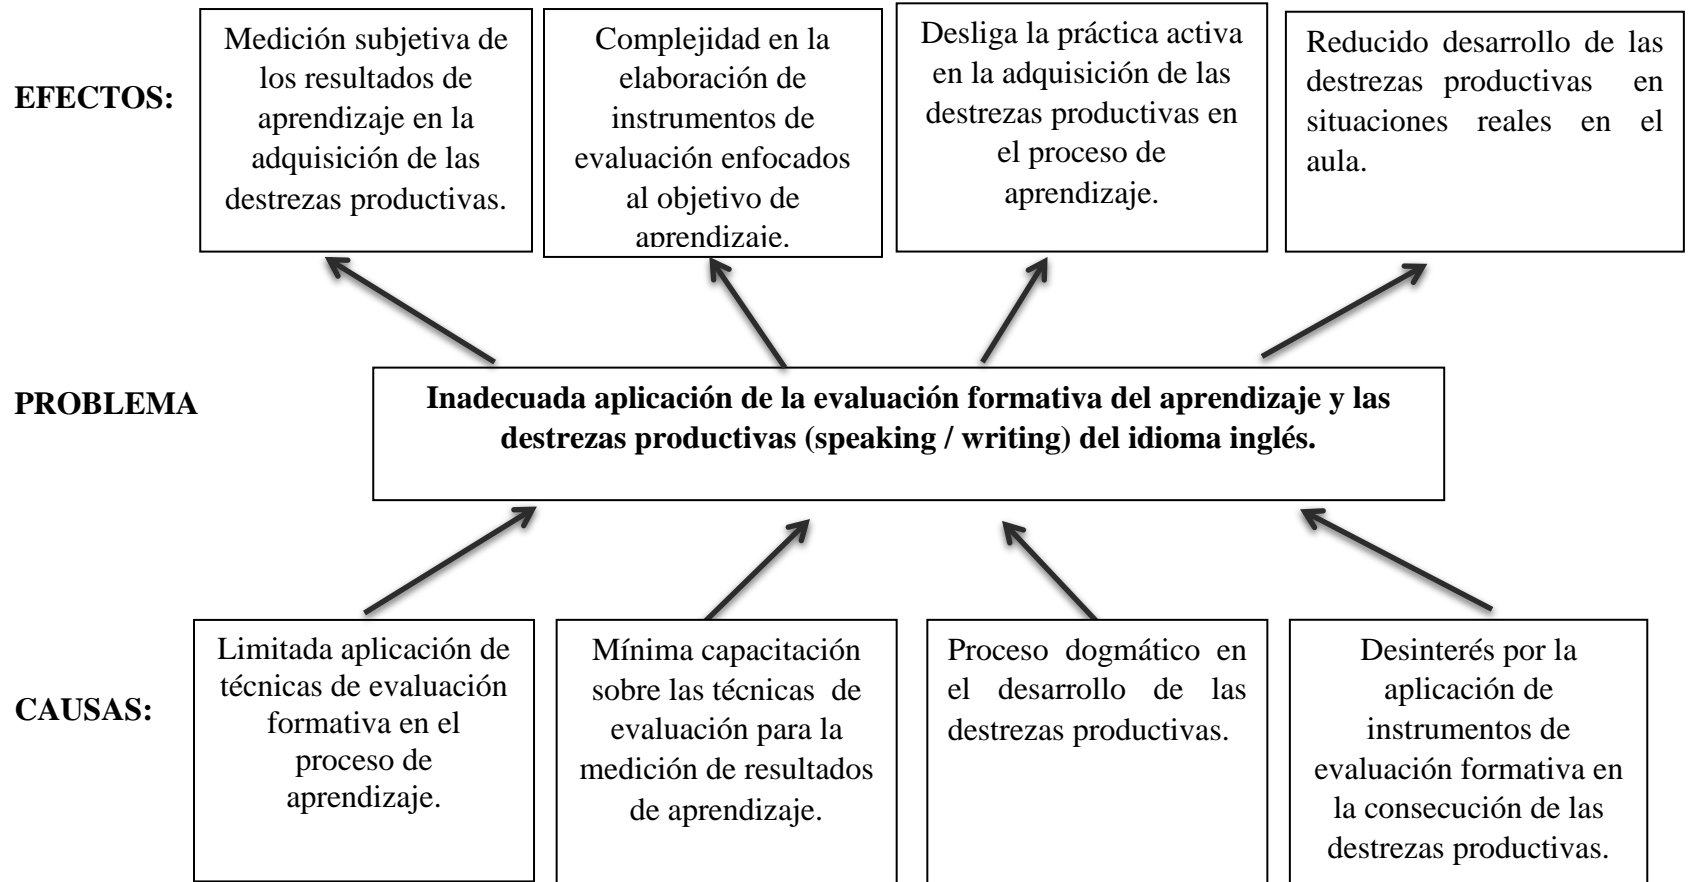 EFECTOS:
Medición subjetiva de
los resultados de
aprendizaje en la
adquisición de las
destrezas productivas.
Complejidad en la
elaboración de
instrumentos de
evaluación enfocados
al objetivo de
aprendizaje.
Desliga la práctica activa
en la adquisición de las
destrezas productivas en
el proceso de
aprendizaje.
Reducido desarrollo de las
destrezas productivas en
situaciones reales en el
aula.
PROBLEMA
Inadecuada aplicación de la evaluación formativa del aprendizaje y las
destrezas productivas (speaking / writing) del idioma inglés.
CAUSAS:
Limitada aplicación de
técnicas de evaluación
formativa en el
proceso de
aprendizaje.
Mínima capacitación
sobre las técnicas de
evaluación para la
medición de resultados
de aprendizaje.
Proceso dogmático en
el desarrollo de las
destrezas productivas.
Desinterés por la
aplicación de
instrumentos de
evaluación formativa en
la consecución de las
destrezas productivas.